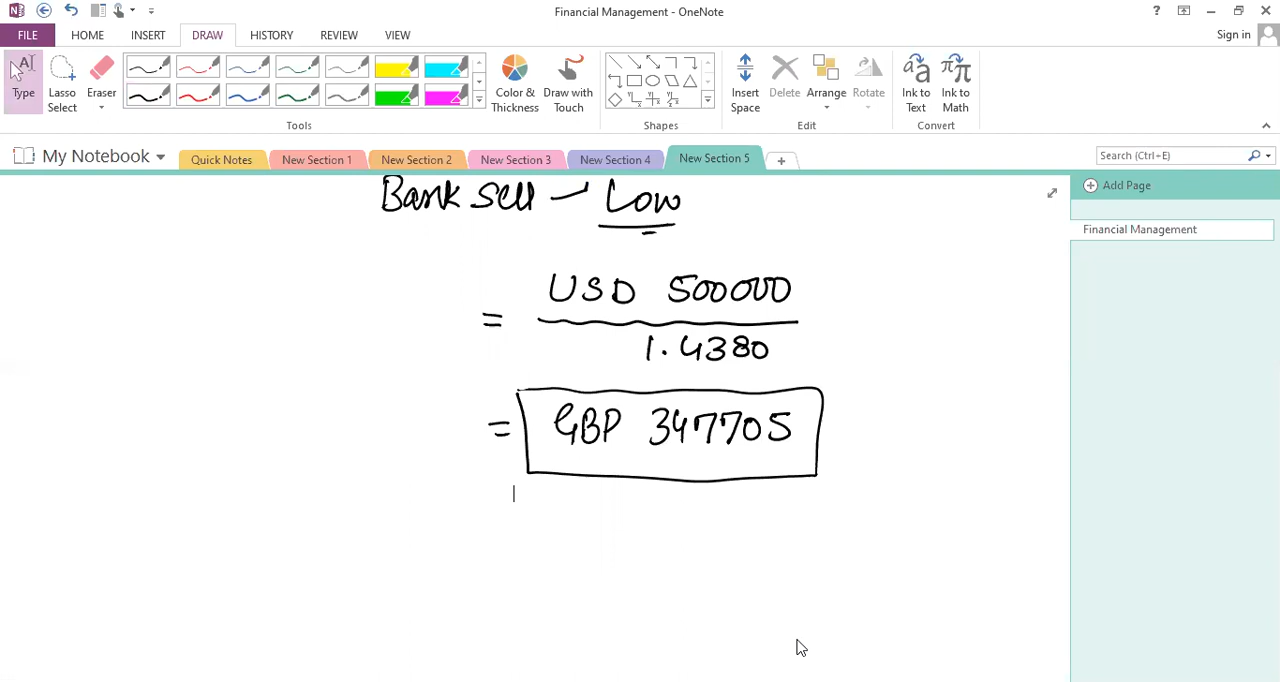 Financial Management - OneNote
?
FILE HOME INSERT DRAW HISTORY REVIEW VIEW
Sign in
Type
Lasso Select
Eraser
Color & Thickness
Draw with Touch
Insert Space
Delete
Arrange
Rotate
Ink to Text
Ink to Math
Tools Shapes Edit Convert
My Notebook Quick Notes New Section 1 New Section 2 New Section 3 New Section 4 New Section 5 +
Search (Ctrl+E)
Add Page
Financial Management
Bank Sell - Low
= USD 500000
1.4380
= GBP 347705